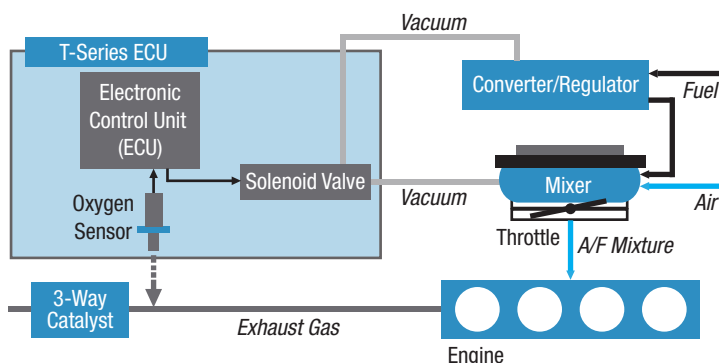 T-Series ECU
Vacuum
Electronic
Control Unit
(ECU)
Converter/Regulator
Fuel
Solenoid Valve
Vacuum
Mixer
Air
Oxygen
Sensor
Throttle
A/F Mixture
3-Way
Catalyst
Exhaust Gas
Engine